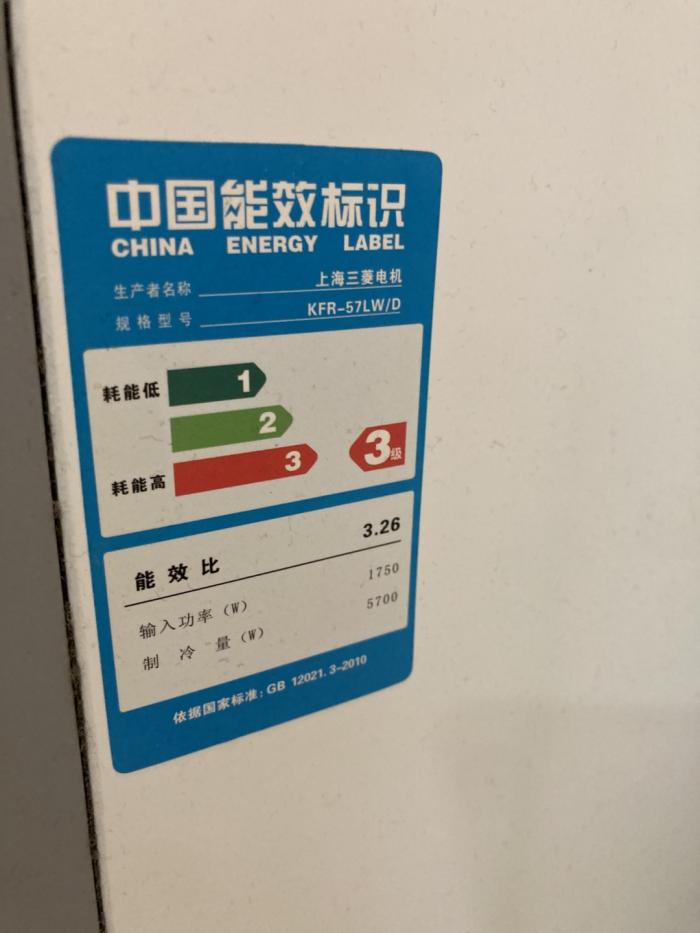 中国能效标识
CHINA ENERGY LABEL
生产者名称 上海三菱电机
规格型号 KFR-57LW/D
耗能低 1
2
耗能高 3 3级
能效比 3.26
输入功率（W） 1750
制冷量（W） 5700
依据国家标准：GB 12021.3-2010